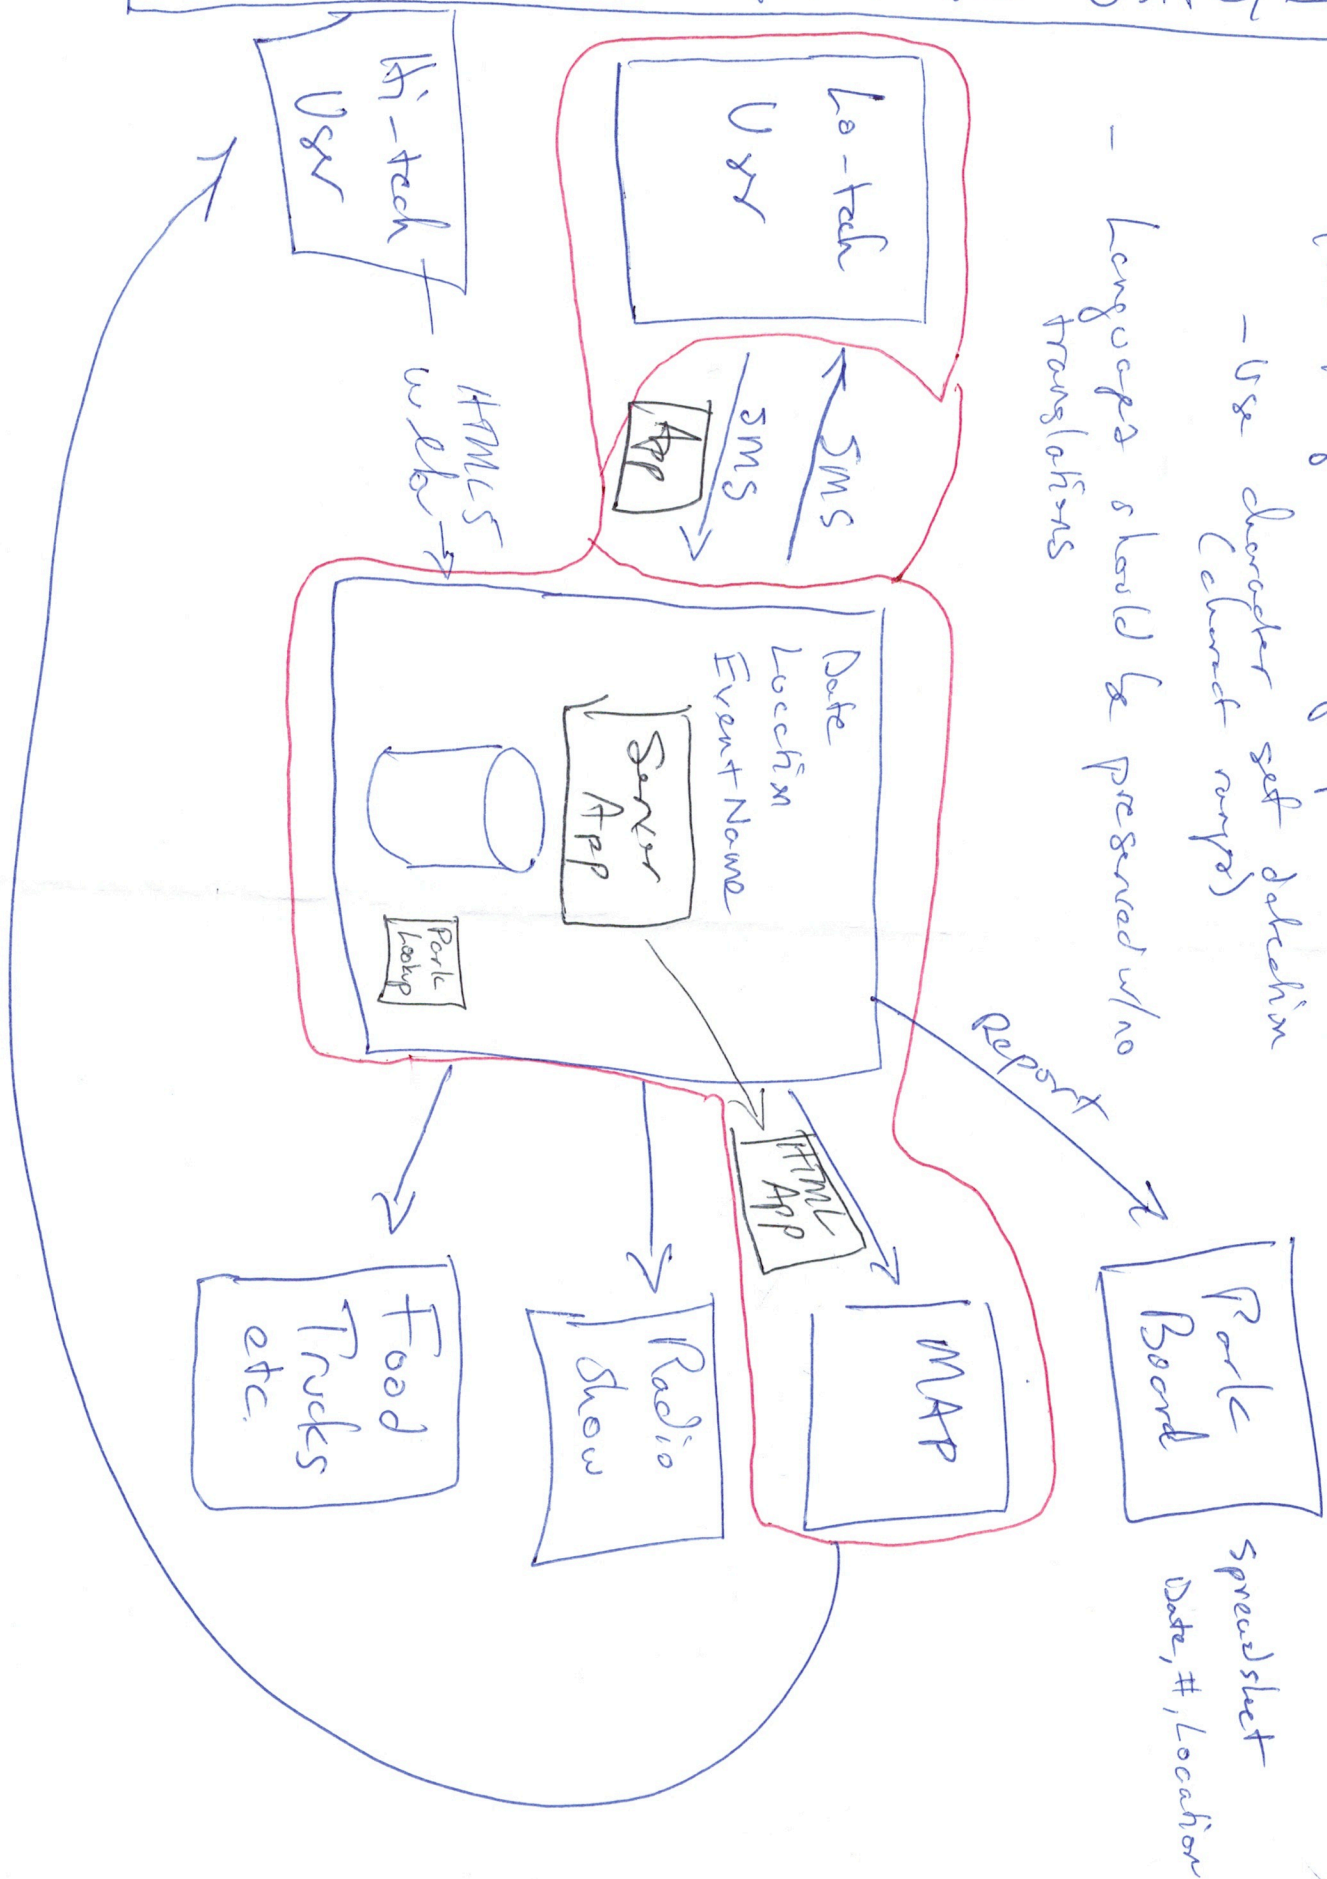 - Use character set detection
(charact ranges)
- Languages should be preserved w/no
translations
Lo-tech
User
SMS
SMS
App
Hi-tech
User
HTML5
web
Date
Location
Event Name
Server
App
Park
Lookup
Report
Park
Board
Spreadsheet
Date, #, Location
HTML
App
MAP
Radio
Show
Food
Trucks
etc.